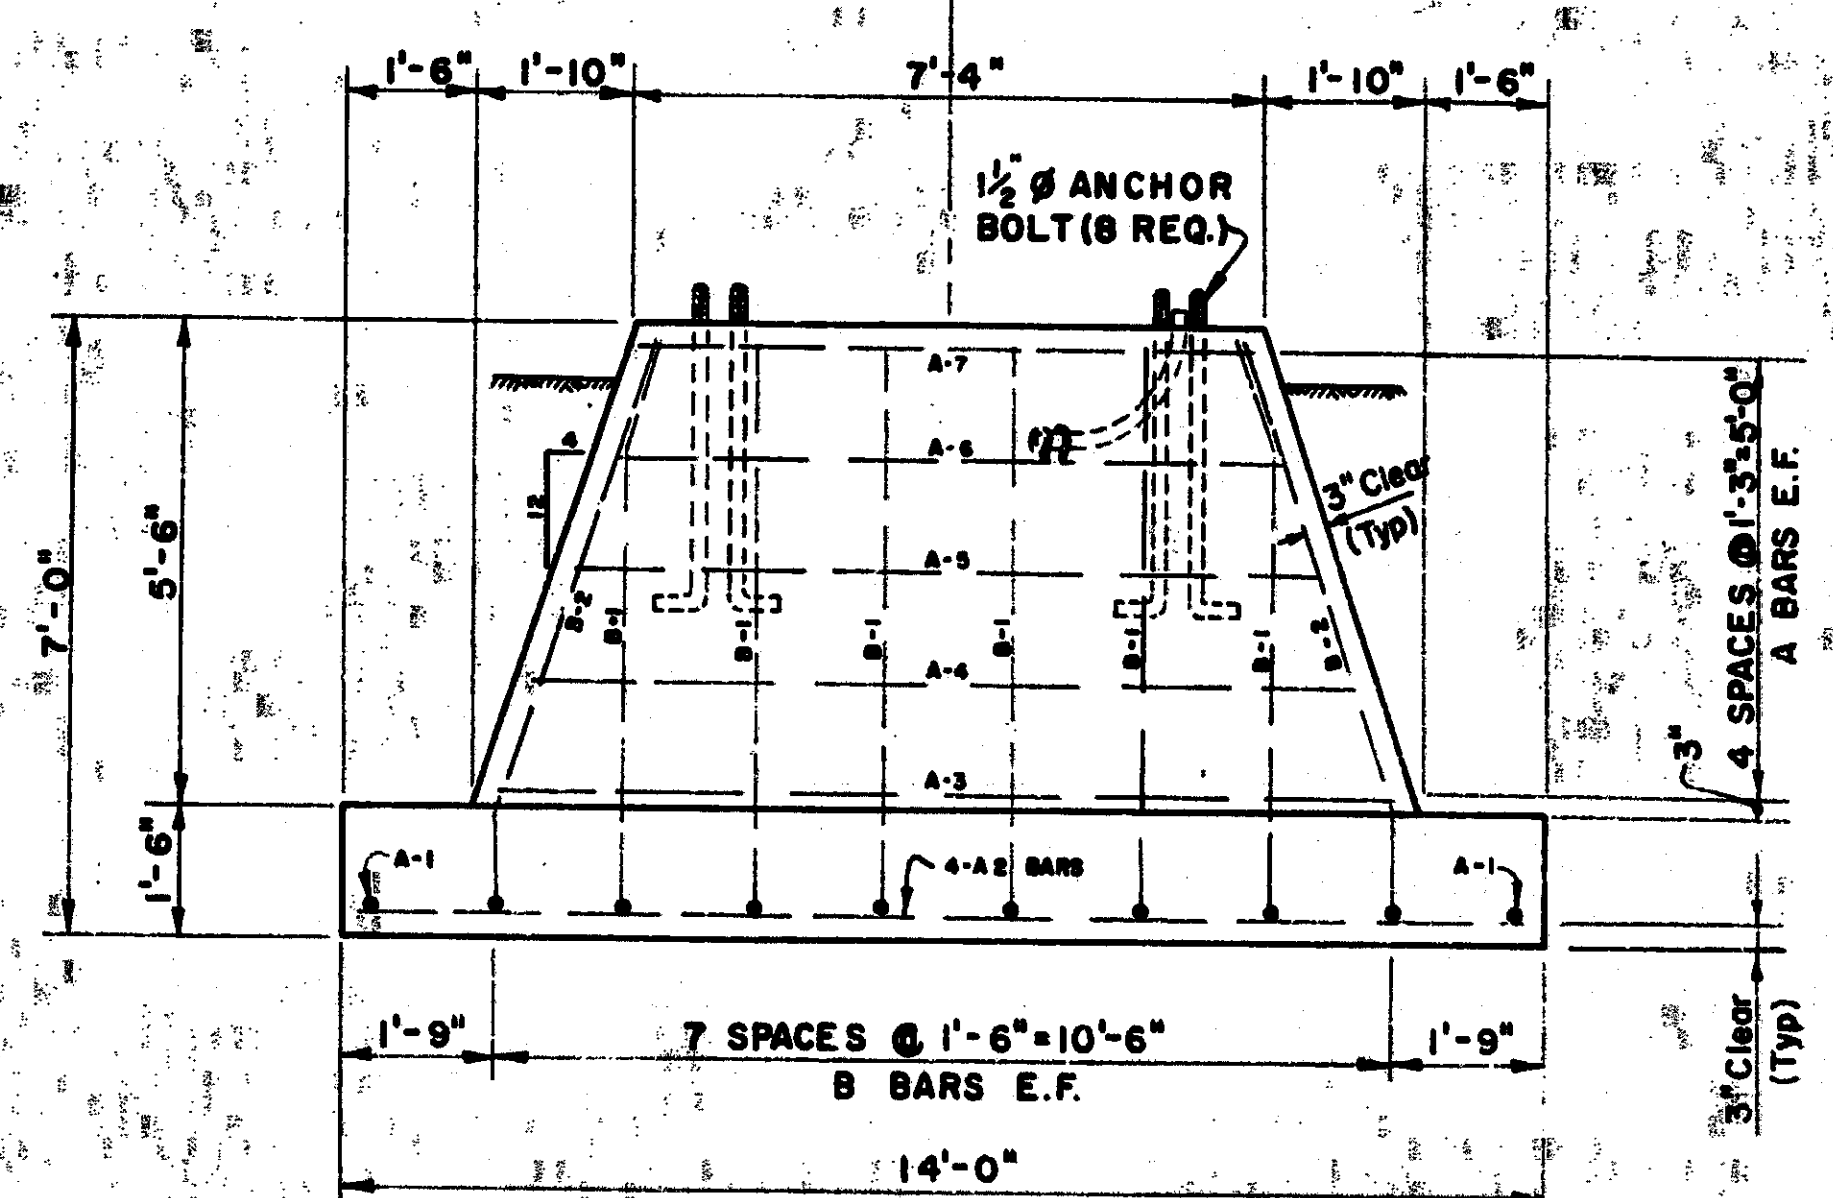 1'-6" 1'-10" 7'-4" 1'-10" 1'-6"
1 1/2" Ø ANCHOR
BOLT (8 REQ.)
A-7
A-6
A-5
A-4
A-3
4
12
3" Clear
(Typ)
7'-0"
5'-6"
1'-6"
B-2
B-1
B-1
B-1
B-1
B-1
B-1
B-2
4 SPACES @ 1'-3"=5'-0"
A BARS E.F.
3"
A-1
4-A2 BARS
A-1
3" Clear
(Typ)
1'-9" 7 SPACES @ 1'-6"=10'-6" 1'-9"
B BARS E.F.
14'-0"